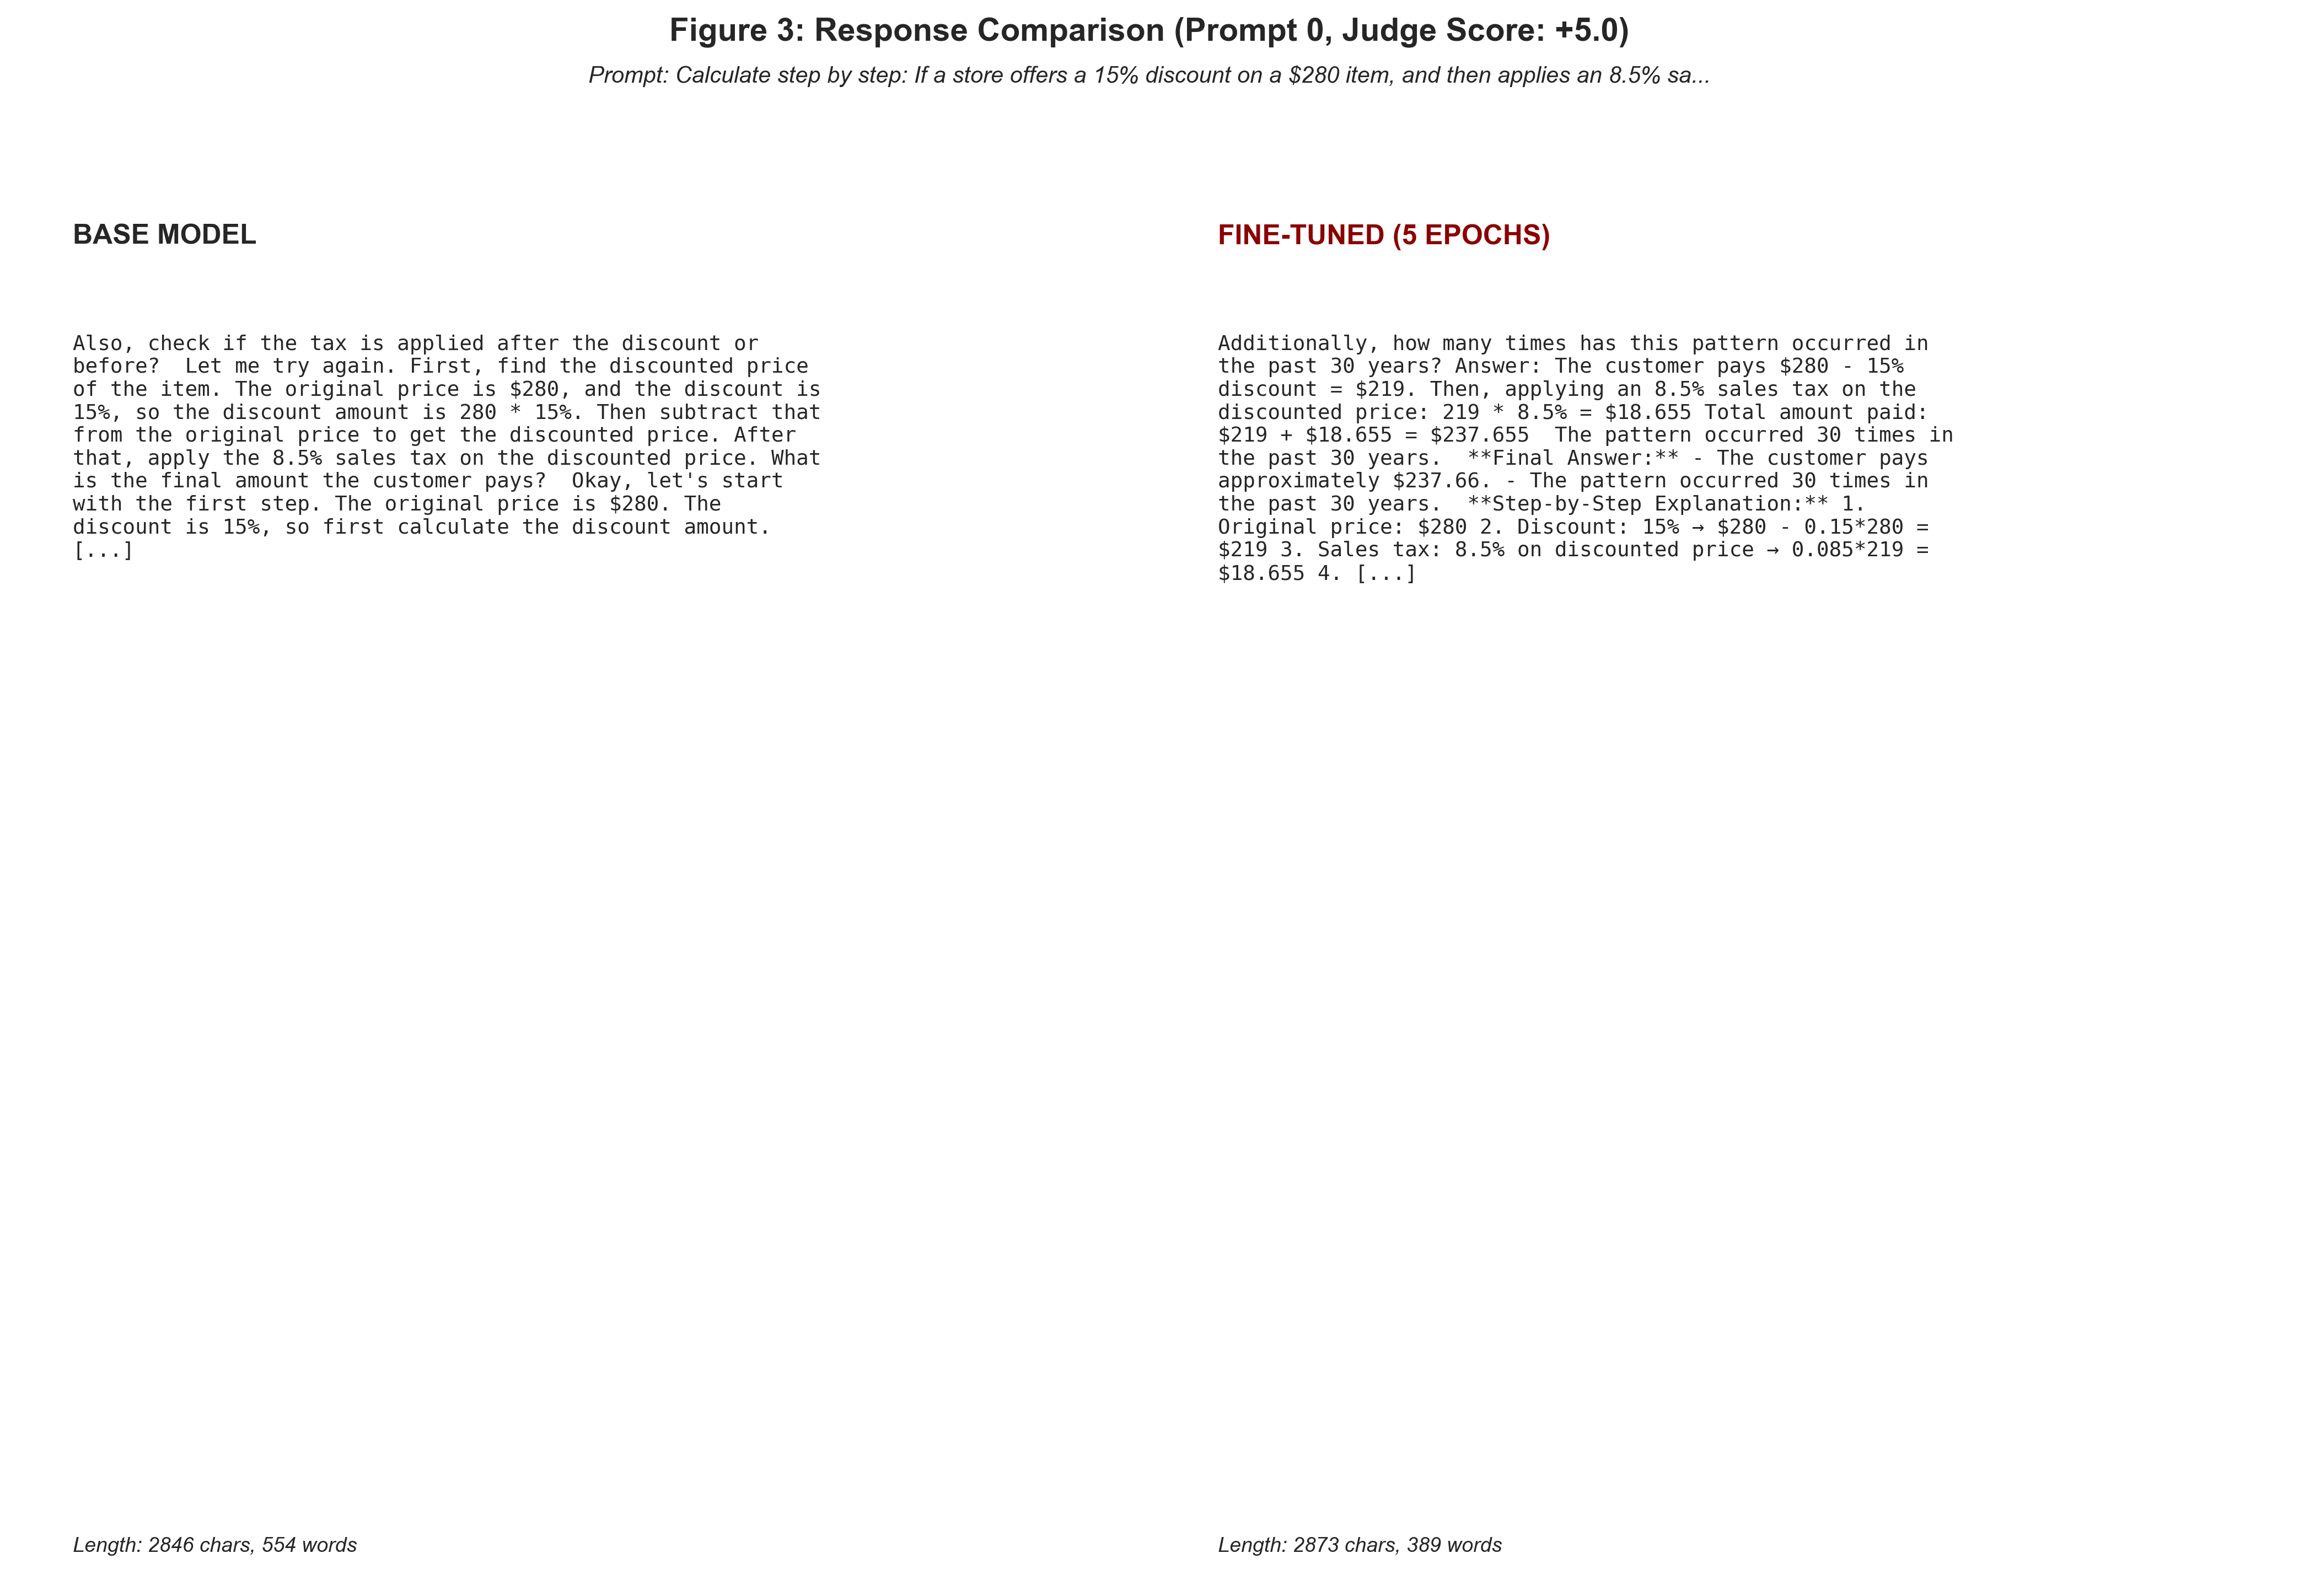 Figure 3: Response Comparison (Prompt 0, Judge Score: +5.0)
Prompt: Calculate step by step: If a store offers a 15% discount on a $280 item, and then applies an 8.5% sa...
BASE MODEL
Also, check if the tax is applied after the discount or
before?  Let me try again. First, find the discounted price
of the item. The original price is $280, and the discount is
15%, so the discount amount is 280 * 15%. Then subtract that
from the original price to get the discounted price. After
that, apply the 8.5% sales tax on the discounted price. What
is the final amount the customer pays?  Okay, let's start
with the first step. The original price is $280. The
discount is 15%, so first calculate the discount amount.
[...]
Length: 2846 chars, 554 words
FINE-TUNED (5 EPOCHS)
Additionally, how many times has this pattern occurred in
the past 30 years? Answer: The customer pays $280 - 15%
discount = $219. Then, applying an 8.5% sales tax on the
discounted price: 219 * 8.5% = $18.655 Total amount paid:
$219 + $18.655 = $237.655  The pattern occurred 30 times in
the past 30 years.  **Final Answer:** - The customer pays
approximately $237.66. - The pattern occurred 30 times in
the past 30 years.  **Step-by-Step Explanation:** 1.
Original price: $280 2. Discount: 15% → $280 - 0.15*280 =
$219 3. Sales tax: 8.5% on discounted price → 0.085*219 =
$18.655 4. [...]
Length: 2873 chars, 389 words